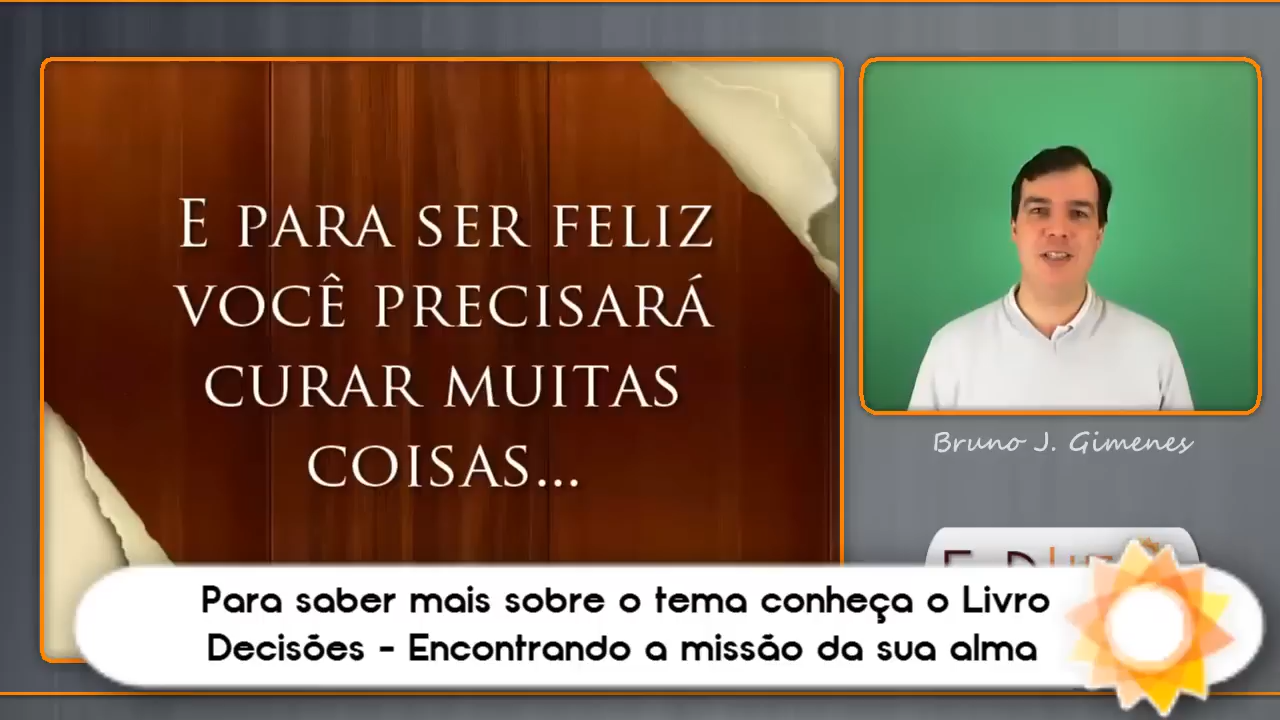 E PARA SER FELIZ
VOCÊ PRECISARÁ
CURAR MUITAS
COISAS...
Bruno J. Gimenes
Para saber mais sobre o tema conheça o Livro
Decisões - Encontrando a missão da sua alma